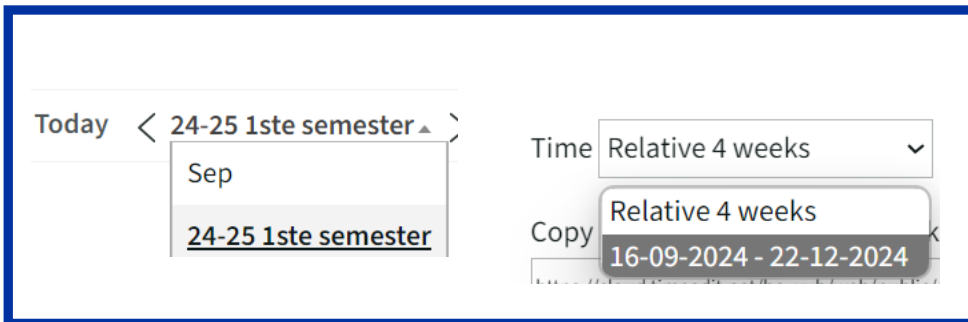 Today < 24-25 1ste semester
Sep
24-25 1ste semester
Time Relative 4 weeks
Relative 4 weeks
Copy
16-09-2024 - 22-12-2024